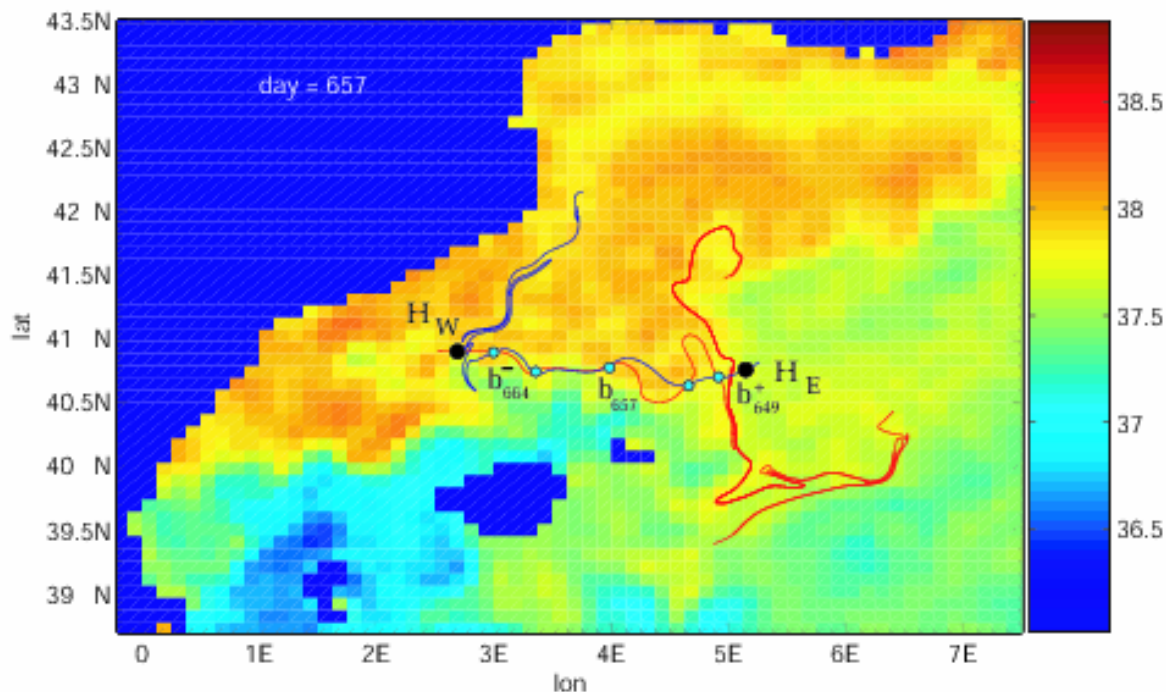 43.5N
43 N
42.5N
42 N
41.5N
41 N
40.5N
40 N
39.5N
39 N
lat
day = 657
H W
b − 664
b 657
b + 649
H E
0 1E 2E 3E 4E 5E 6E 7E
lon
38.5
38
37.5
37
36.5